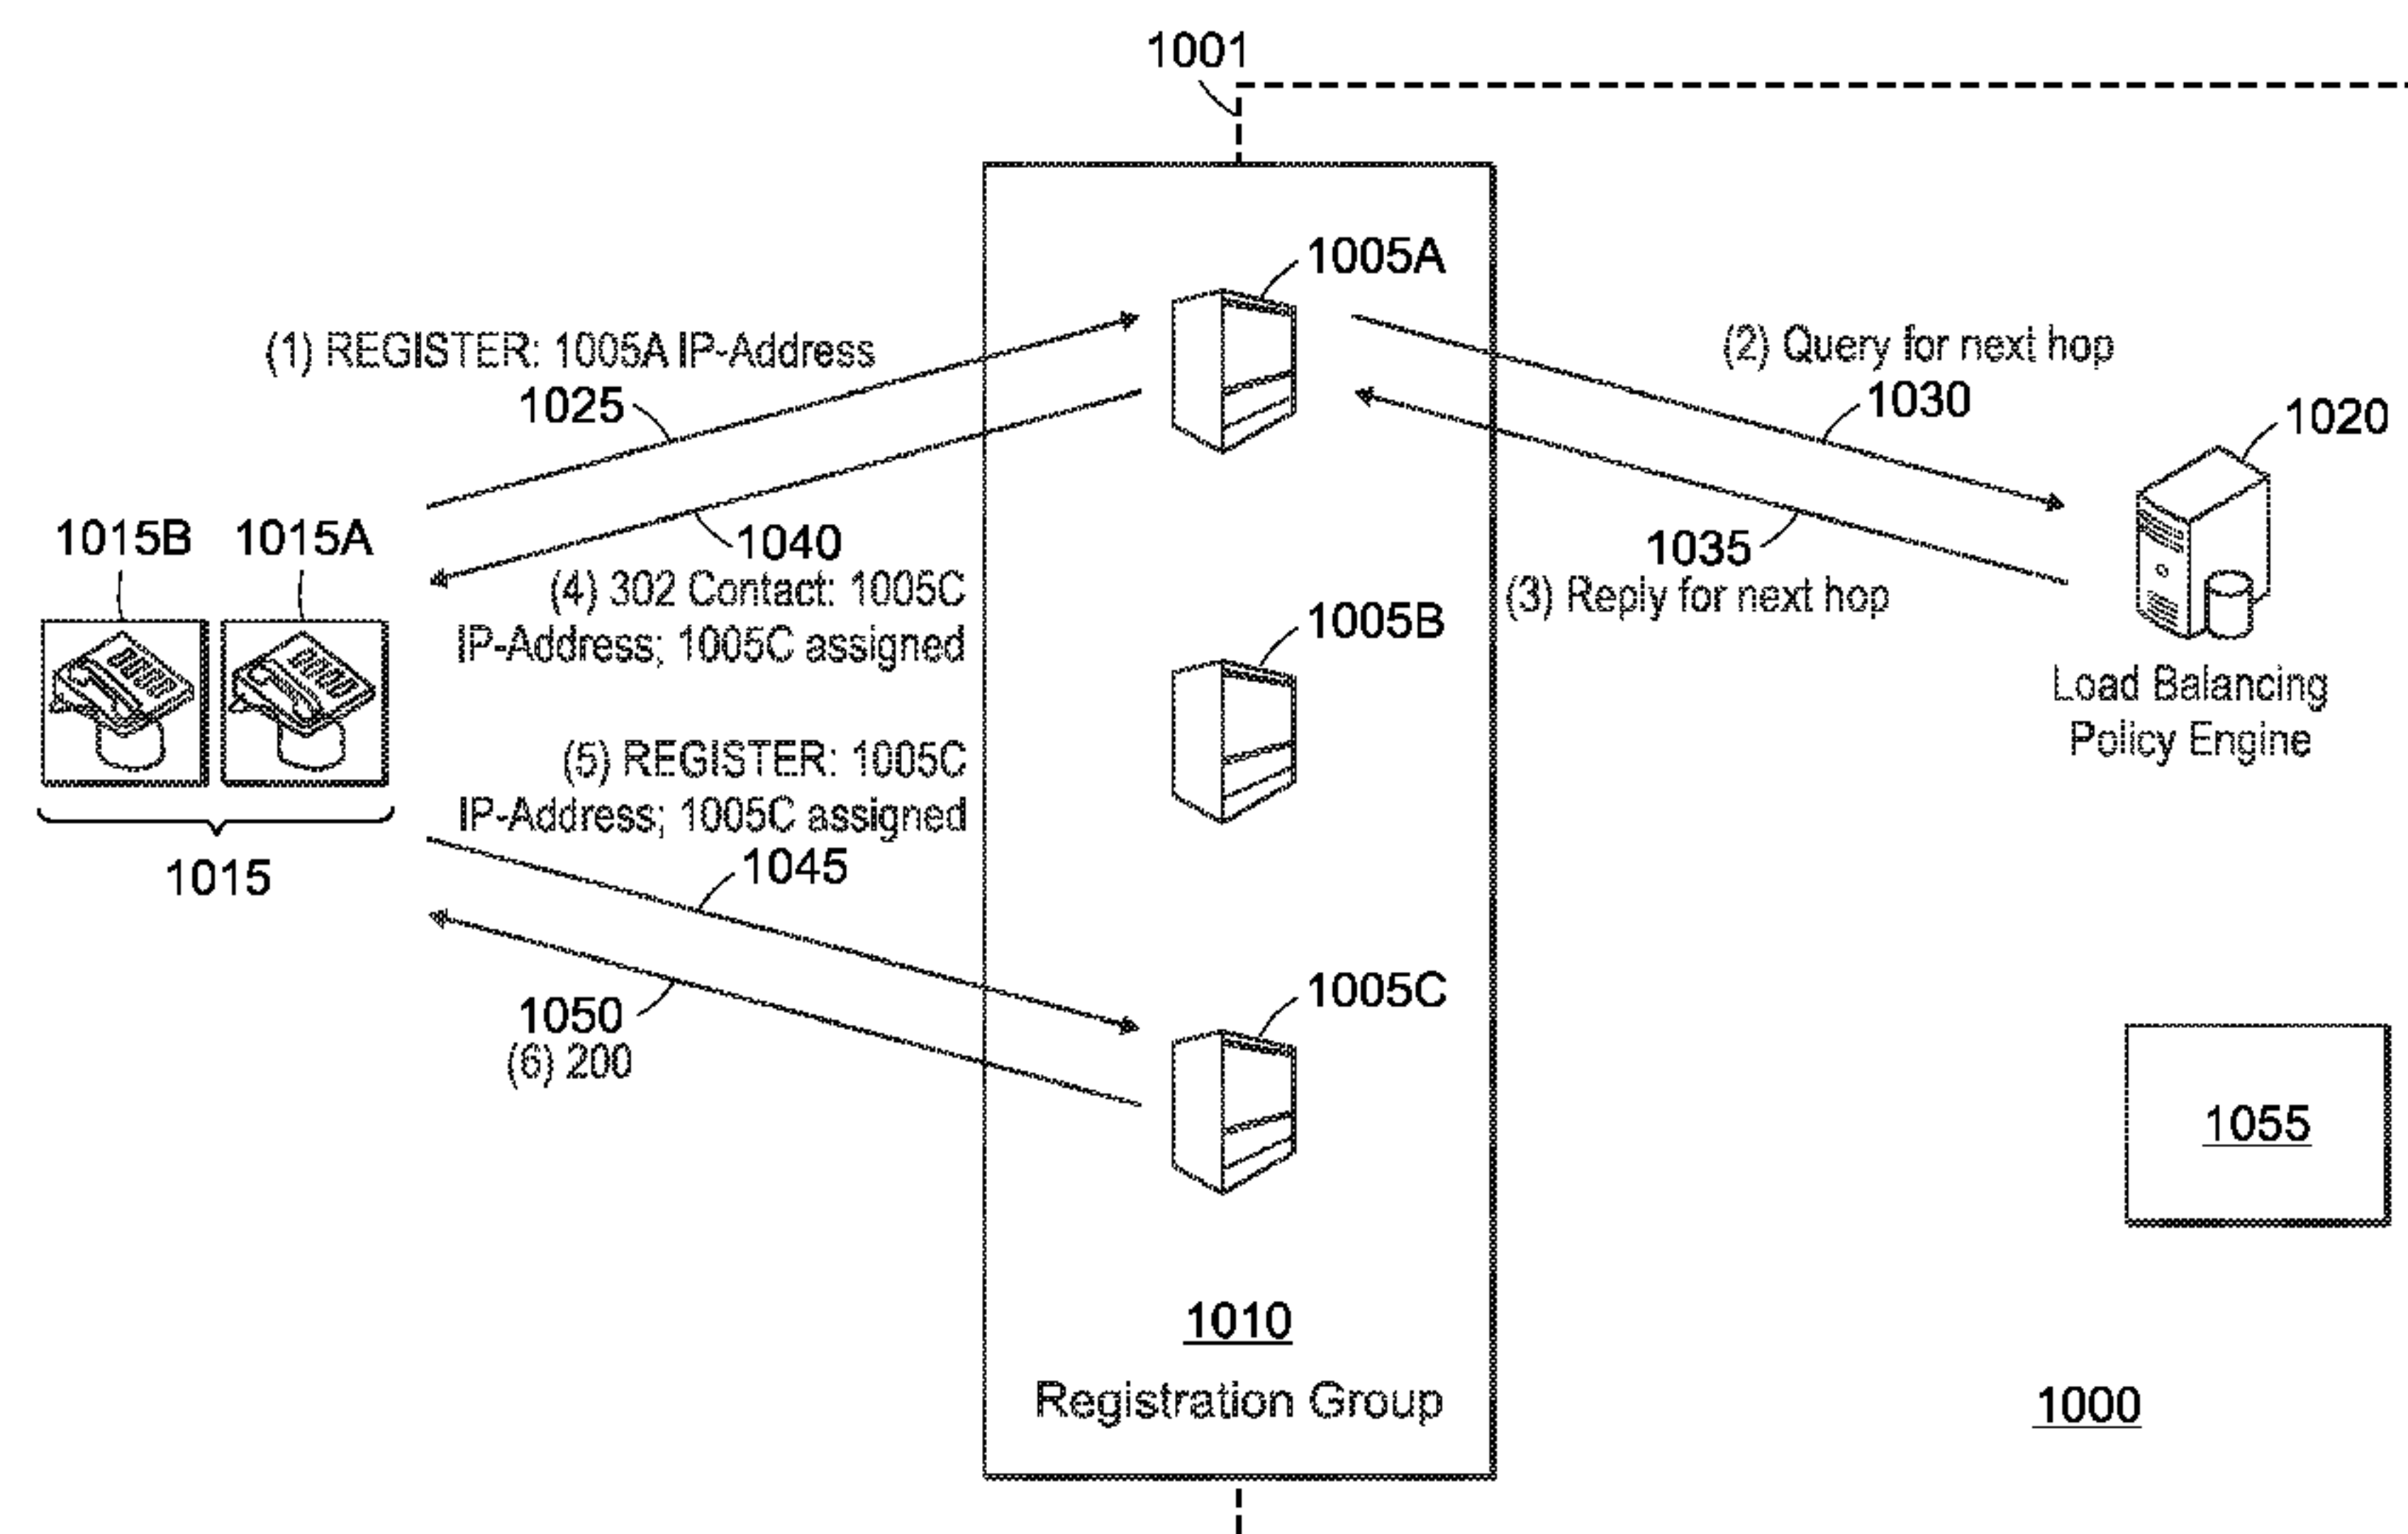 1001
1005A
(1) REGISTER: 1005A IP-Address
1025
(2) Query for next hop
1030
1020
1015B
1015A
1040
(4) 302 Contact: 1005C
IP-Address; 1005C assigned
1035
(3) Reply for next hop
1005B
Load Balancing
Policy Engine
(5) REGISTER: 1005C
IP-Address; 1005C assigned
1045
1015
1050
(6) 200
1005C
1055
1010
Registration Group
1000